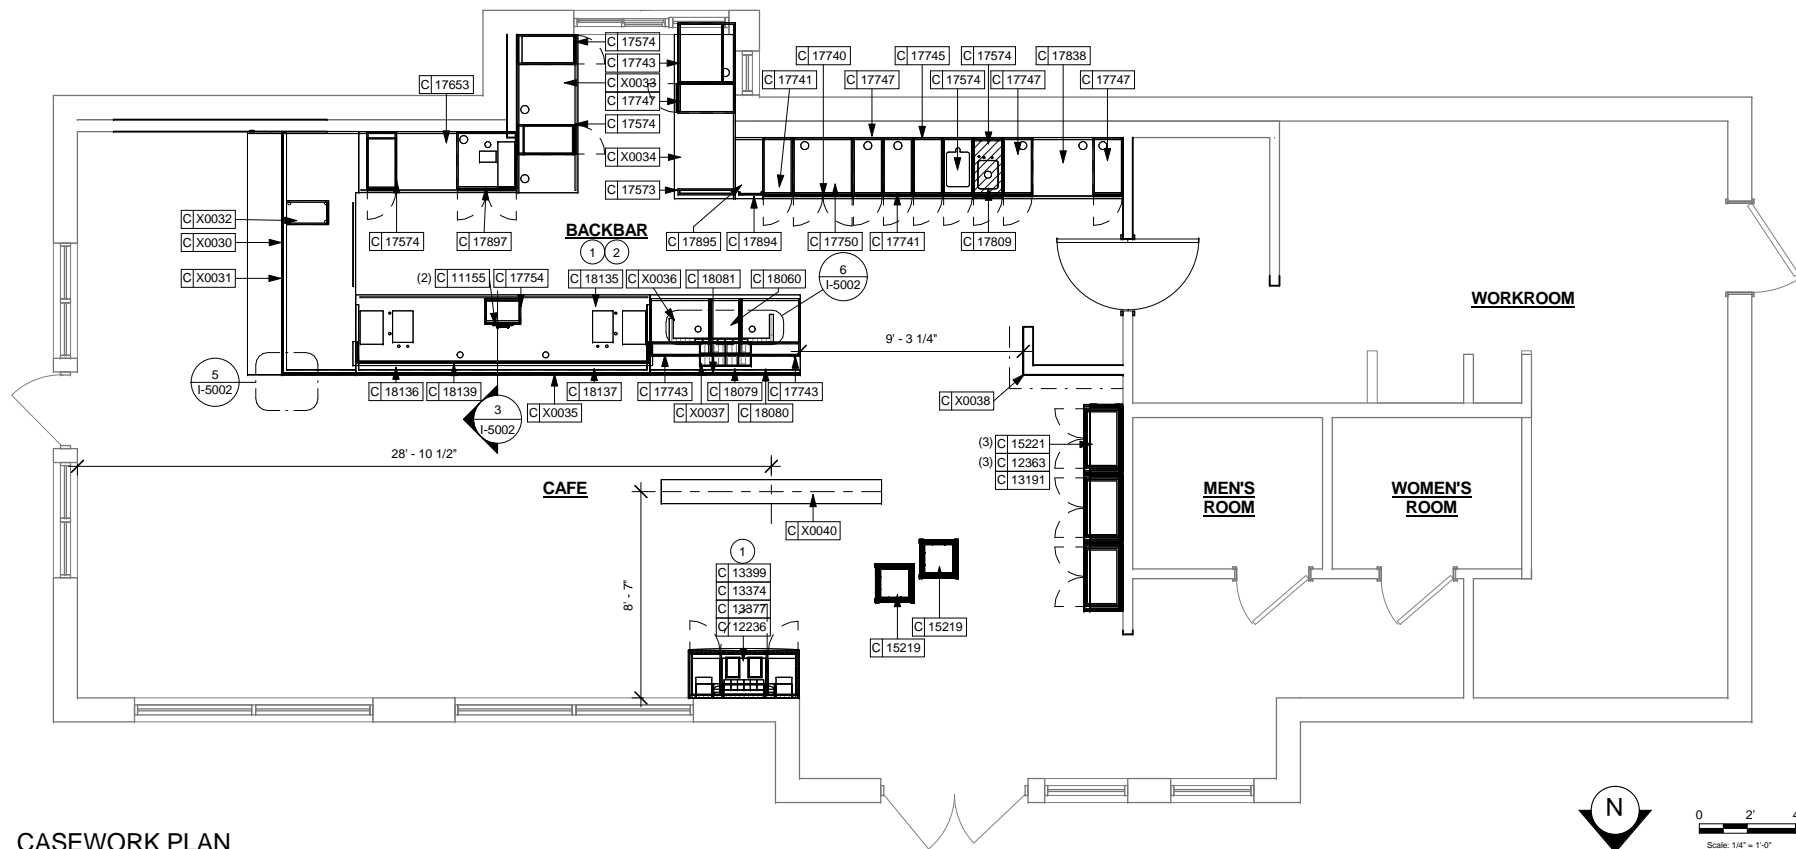 C 17574
C 17743
C X0033
C 17747
C 17574
C X0034
C 17573
C 17653
C 17740
C 17745
C 17574
C 17838
C 17741
C 17747
C 17574
C 17747
C 17747
C X0032
C X0030
C X0031
C 17574
C 17897
BACKBAR
1 2
C 17895
C 17894
C 17750
C 17741
C 17809
(2) C 11155
C 17754
C 18135
C X0036
C 18081
C 18060
6
I-5002
WORKROOM
9' - 3 1/4"
5
I-5002
C 18136
C 18139
C X0035
C 18137
C 17743
C X0037
C 18079
C 18080
C 17743
C X0038
3
I-5002
28' - 10 1/2"
(3) C 15221
(3) C 12363
C 13191
CAFE
MEN'S
ROOM
WOMEN'S
ROOM
C X0040
1
C 13399
C 13374
C 13377
C 12236
8' - 7"
C 15219
C 15219
N
0 2' 4
Scale: 1/4" = 1'-0"
CASEWORK PLAN